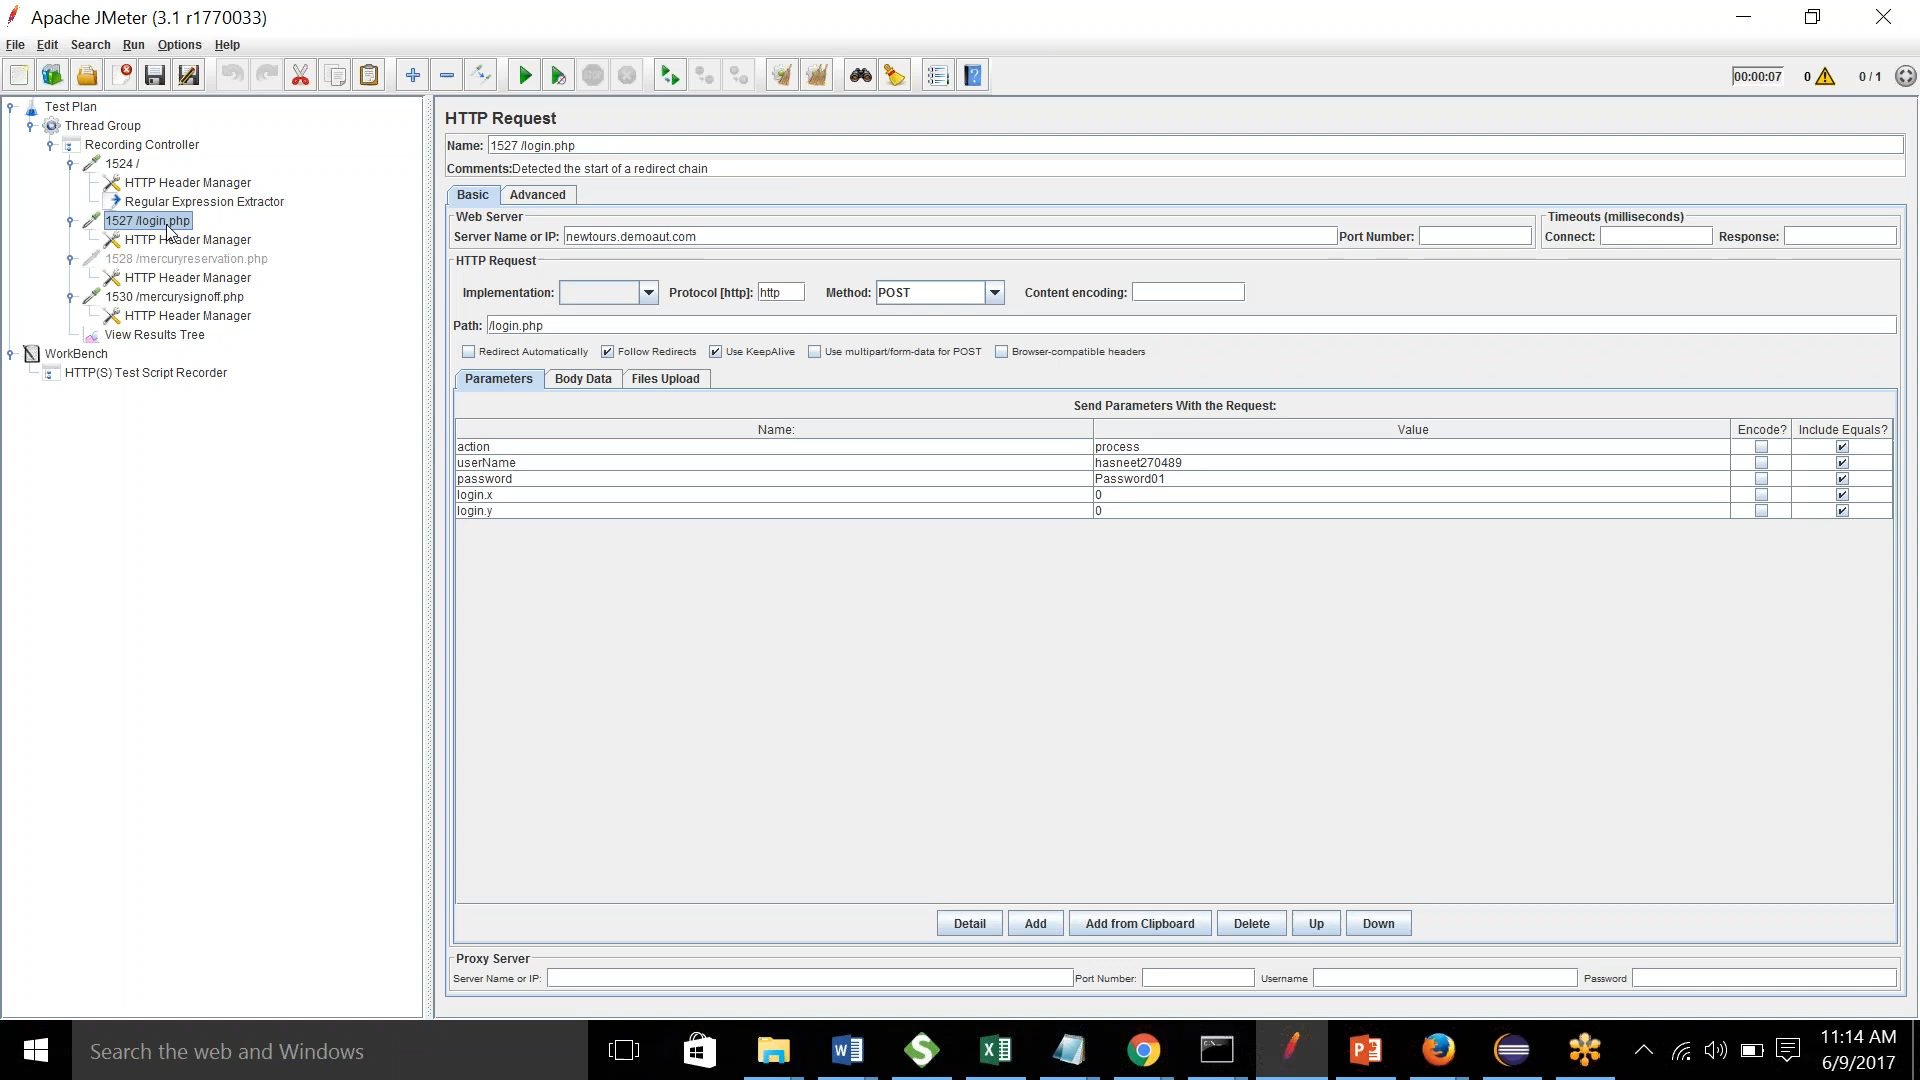 Apache JMeter (3.1 r1770033)
File Edit Search Run Options Help
00:00:07 0 0 / 1
Test Plan
Thread Group
Recording Controller
1524 /
HTTP Header Manager
Regular Expression Extractor
1527 /login.php
HTTP Header Manager
1528 /mercuryreservation.php
HTTP Header Manager
1530 /mercurysignoff.php
HTTP Header Manager
View Results Tree
WorkBench
HTTP(S) Test Script Recorder
HTTP Request
Name: 1527 /login.php
Comments: Detected the start of a redirect chain
Basic Advanced
Web Server Timeouts (milliseconds)
Server Name or IP: newtours.demoaut.com Port Number: Connect: Response:
HTTP Request
Implementation: Protocol [http]: http Method: POST Content encoding:
Path: /login.php
Redirect Automatically Follow Redirects Use KeepAlive Use multipart/form-data for POST Browser-compatible headers
Parameters Body Data Files Upload
Send Parameters With the Request:
Name: Value Encode? Include Equals?
action process
userName hasneet270489
password Password01
login.x 0
login.y 0
Detail Add Add from Clipboard Delete Up Down
Proxy Server
Server Name or IP: Port Number: Username Password
Search the web and Windows
11:14 AM
6/9/2017